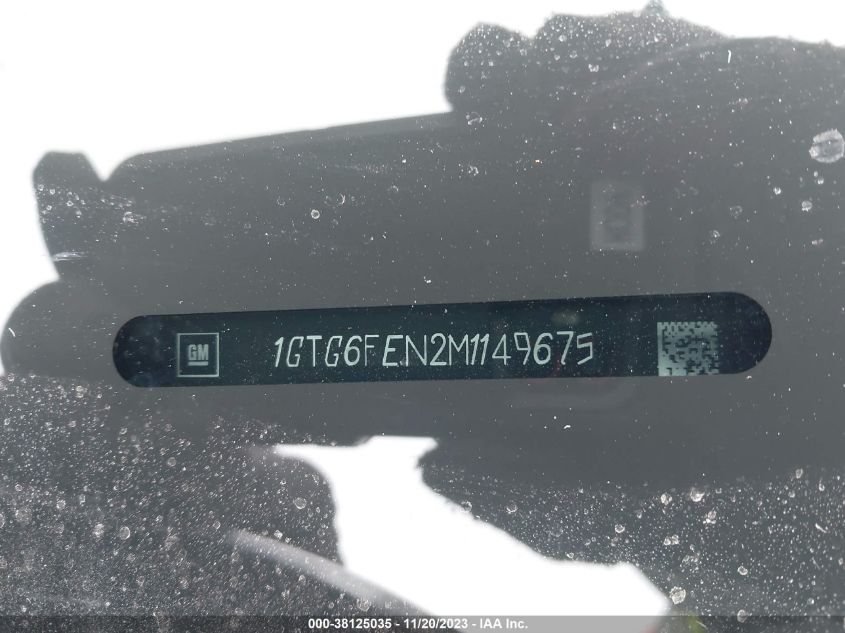 GM 1GTG6FEN2M1149675
000-38125035 - 11/20/2023 - IAA Inc.